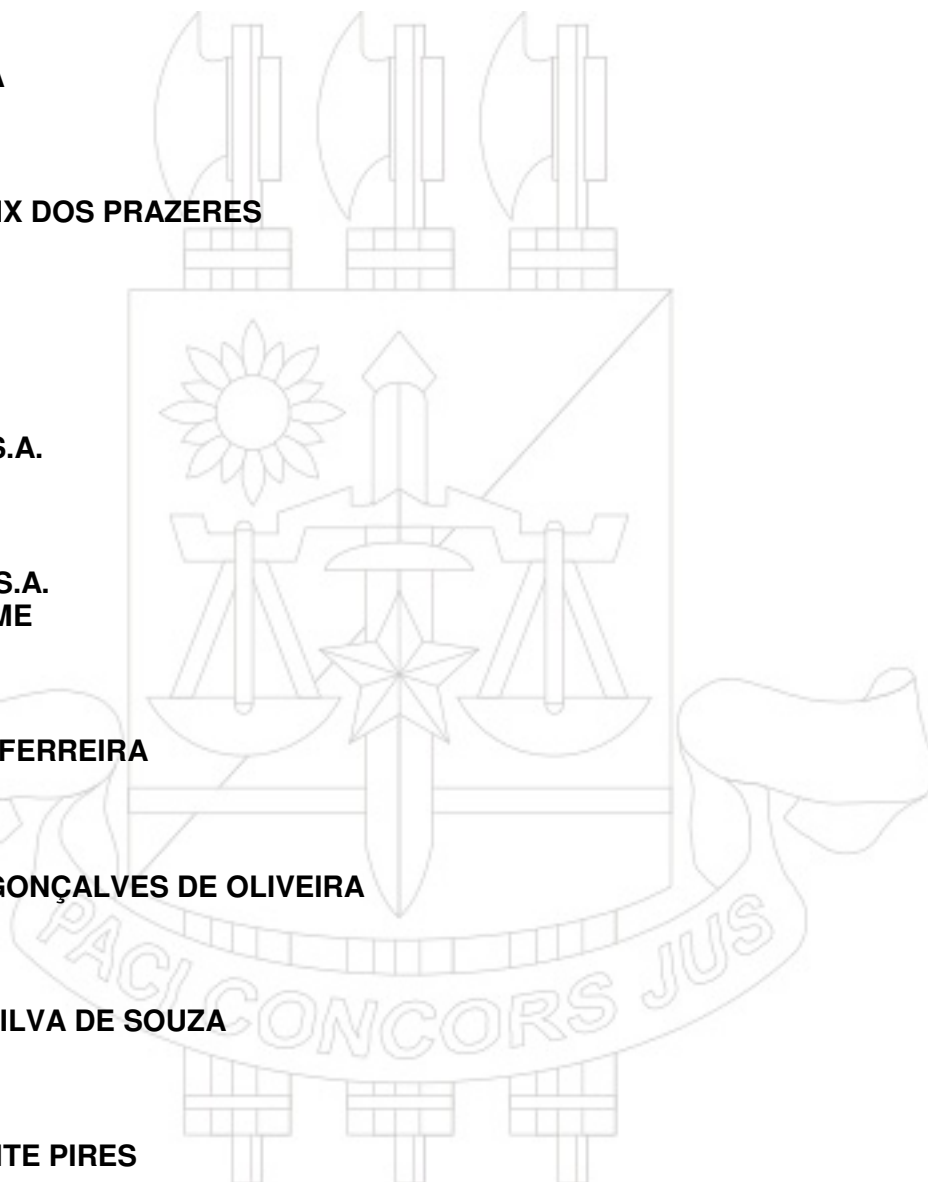 A
IX DOS PRAZERES
S.A.
S.A.
ME
FERREIRA
GONÇALVES DE OLIVEIRA
ILVA DE SOUZA
ITE PIRES
PACI CONCORS JUS